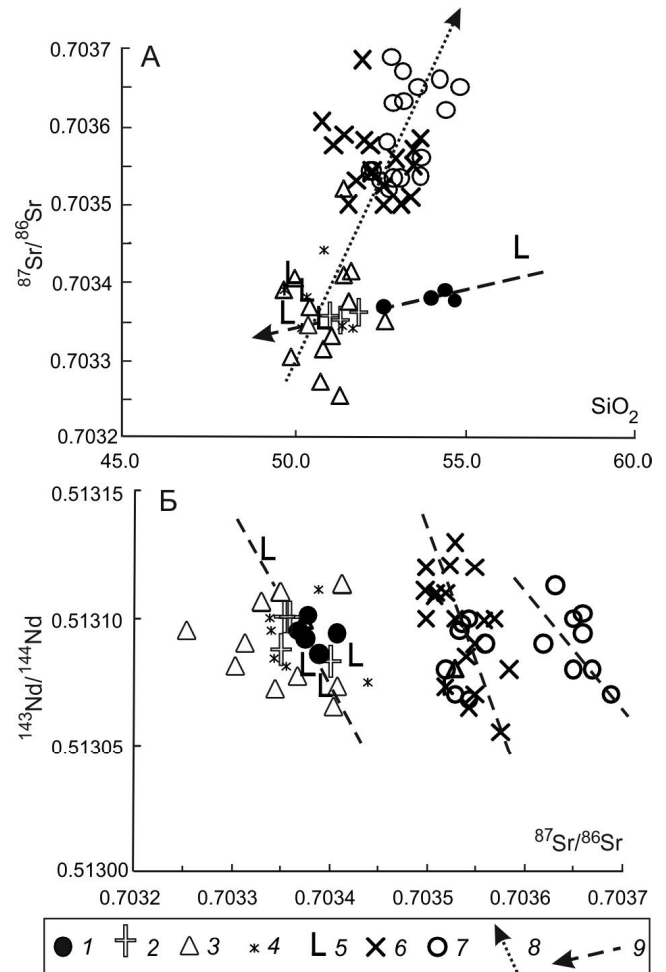 А
0.7037
0.7036
0.7035
0.7034
0.7033
0.7032
⁸⁷Sr/⁸⁶Sr
L
L
L
L
L
SiO₂
45.0 50.0 55.0 60.0
Б
0.51315
0.51310
0.51305
0.51300
¹⁴³Nd/¹⁴⁴Nd
L
L
L
L
⁸⁷Sr/⁸⁶Sr
0.7032 0.7033 0.7034 0.7035 0.7036 0.7037
1 2 3 4 L 5 6 7 8 9